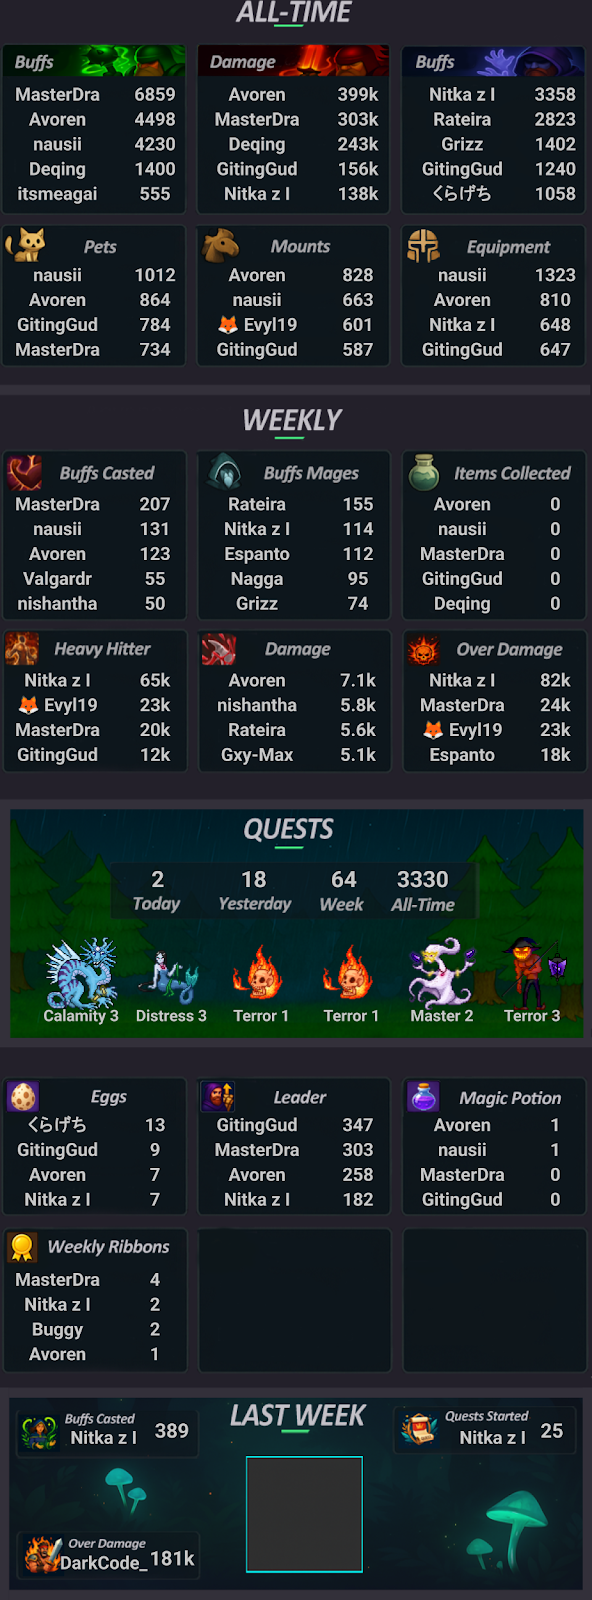 ALL-TIME
Buffs
MasterDra 6859
Avoren 4498
nausii 4230
Deqing 1400
itsmeagai 555
Damage
Avoren 399k
MasterDra 303k
Deqing 243k
GitingGud 156k
Nitka z I 138k
Buffs
Nitka z I 3358
Rateira 2823
Grizz 1402
GitingGud 1240
くらげち 1058
Pets
nausii 1012
Avoren 864
GitingGud 784
MasterDra 734
Mounts
Avoren 828
nausii 663
🦊 Evyl19 601
GitingGud 587
Equipment
nausii 1323
Avoren 810
Nitka z I 648
GitingGud 647
WEEKLY
Buffs Casted
MasterDra 207
nausii 131
Avoren 123
Valgardr 55
nishantha 50
Buffs Mages
Rateira 155
Nitka z I 114
Espanto 112
Nagga 95
Grizz 74
Items Collected
Avoren 0
nausii 0
MasterDra 0
GitingGud 0
Deqing 0
Heavy Hitter
Nitka z I 65k
🦊 Evyl19 23k
MasterDra 20k
GitingGud 12k
Damage
Avoren 7.1k
nishantha 5.8k
Rateira 5.6k
Gxy-Max 5.1k
Over Damage
Nitka z I 82k
MasterDra 24k
🦊 Evyl19 23k
Espanto 18k
QUESTS
2 18 64 3330
Today Yesterday Week All-Time
Calamity 3 Distress 3 Terror 1 Terror 1 Master 2 Terror 3
Eggs
くらげち 13
GitingGud 9
Avoren 7
Nitka z I 7
Leader
GitingGud 347
MasterDra 303
Avoren 258
Nitka z I 182
Magic Potion
Avoren 1
nausii 1
MasterDra 0
GitingGud 0
Weekly Ribbons
MasterDra 4
Nitka z I 2
Buggy 2
Avoren 1
LAST WEEK
Buffs Casted
Nitka z I 389
Quests Started
Nitka z I 25
Over Damage
DarkCode_ 181k